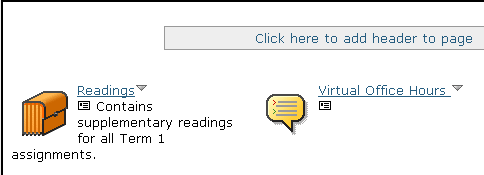 Click here to add header to page
Readings
Virtual Office Hours
Contains
supplementary readings
for all Term 1
assignments.